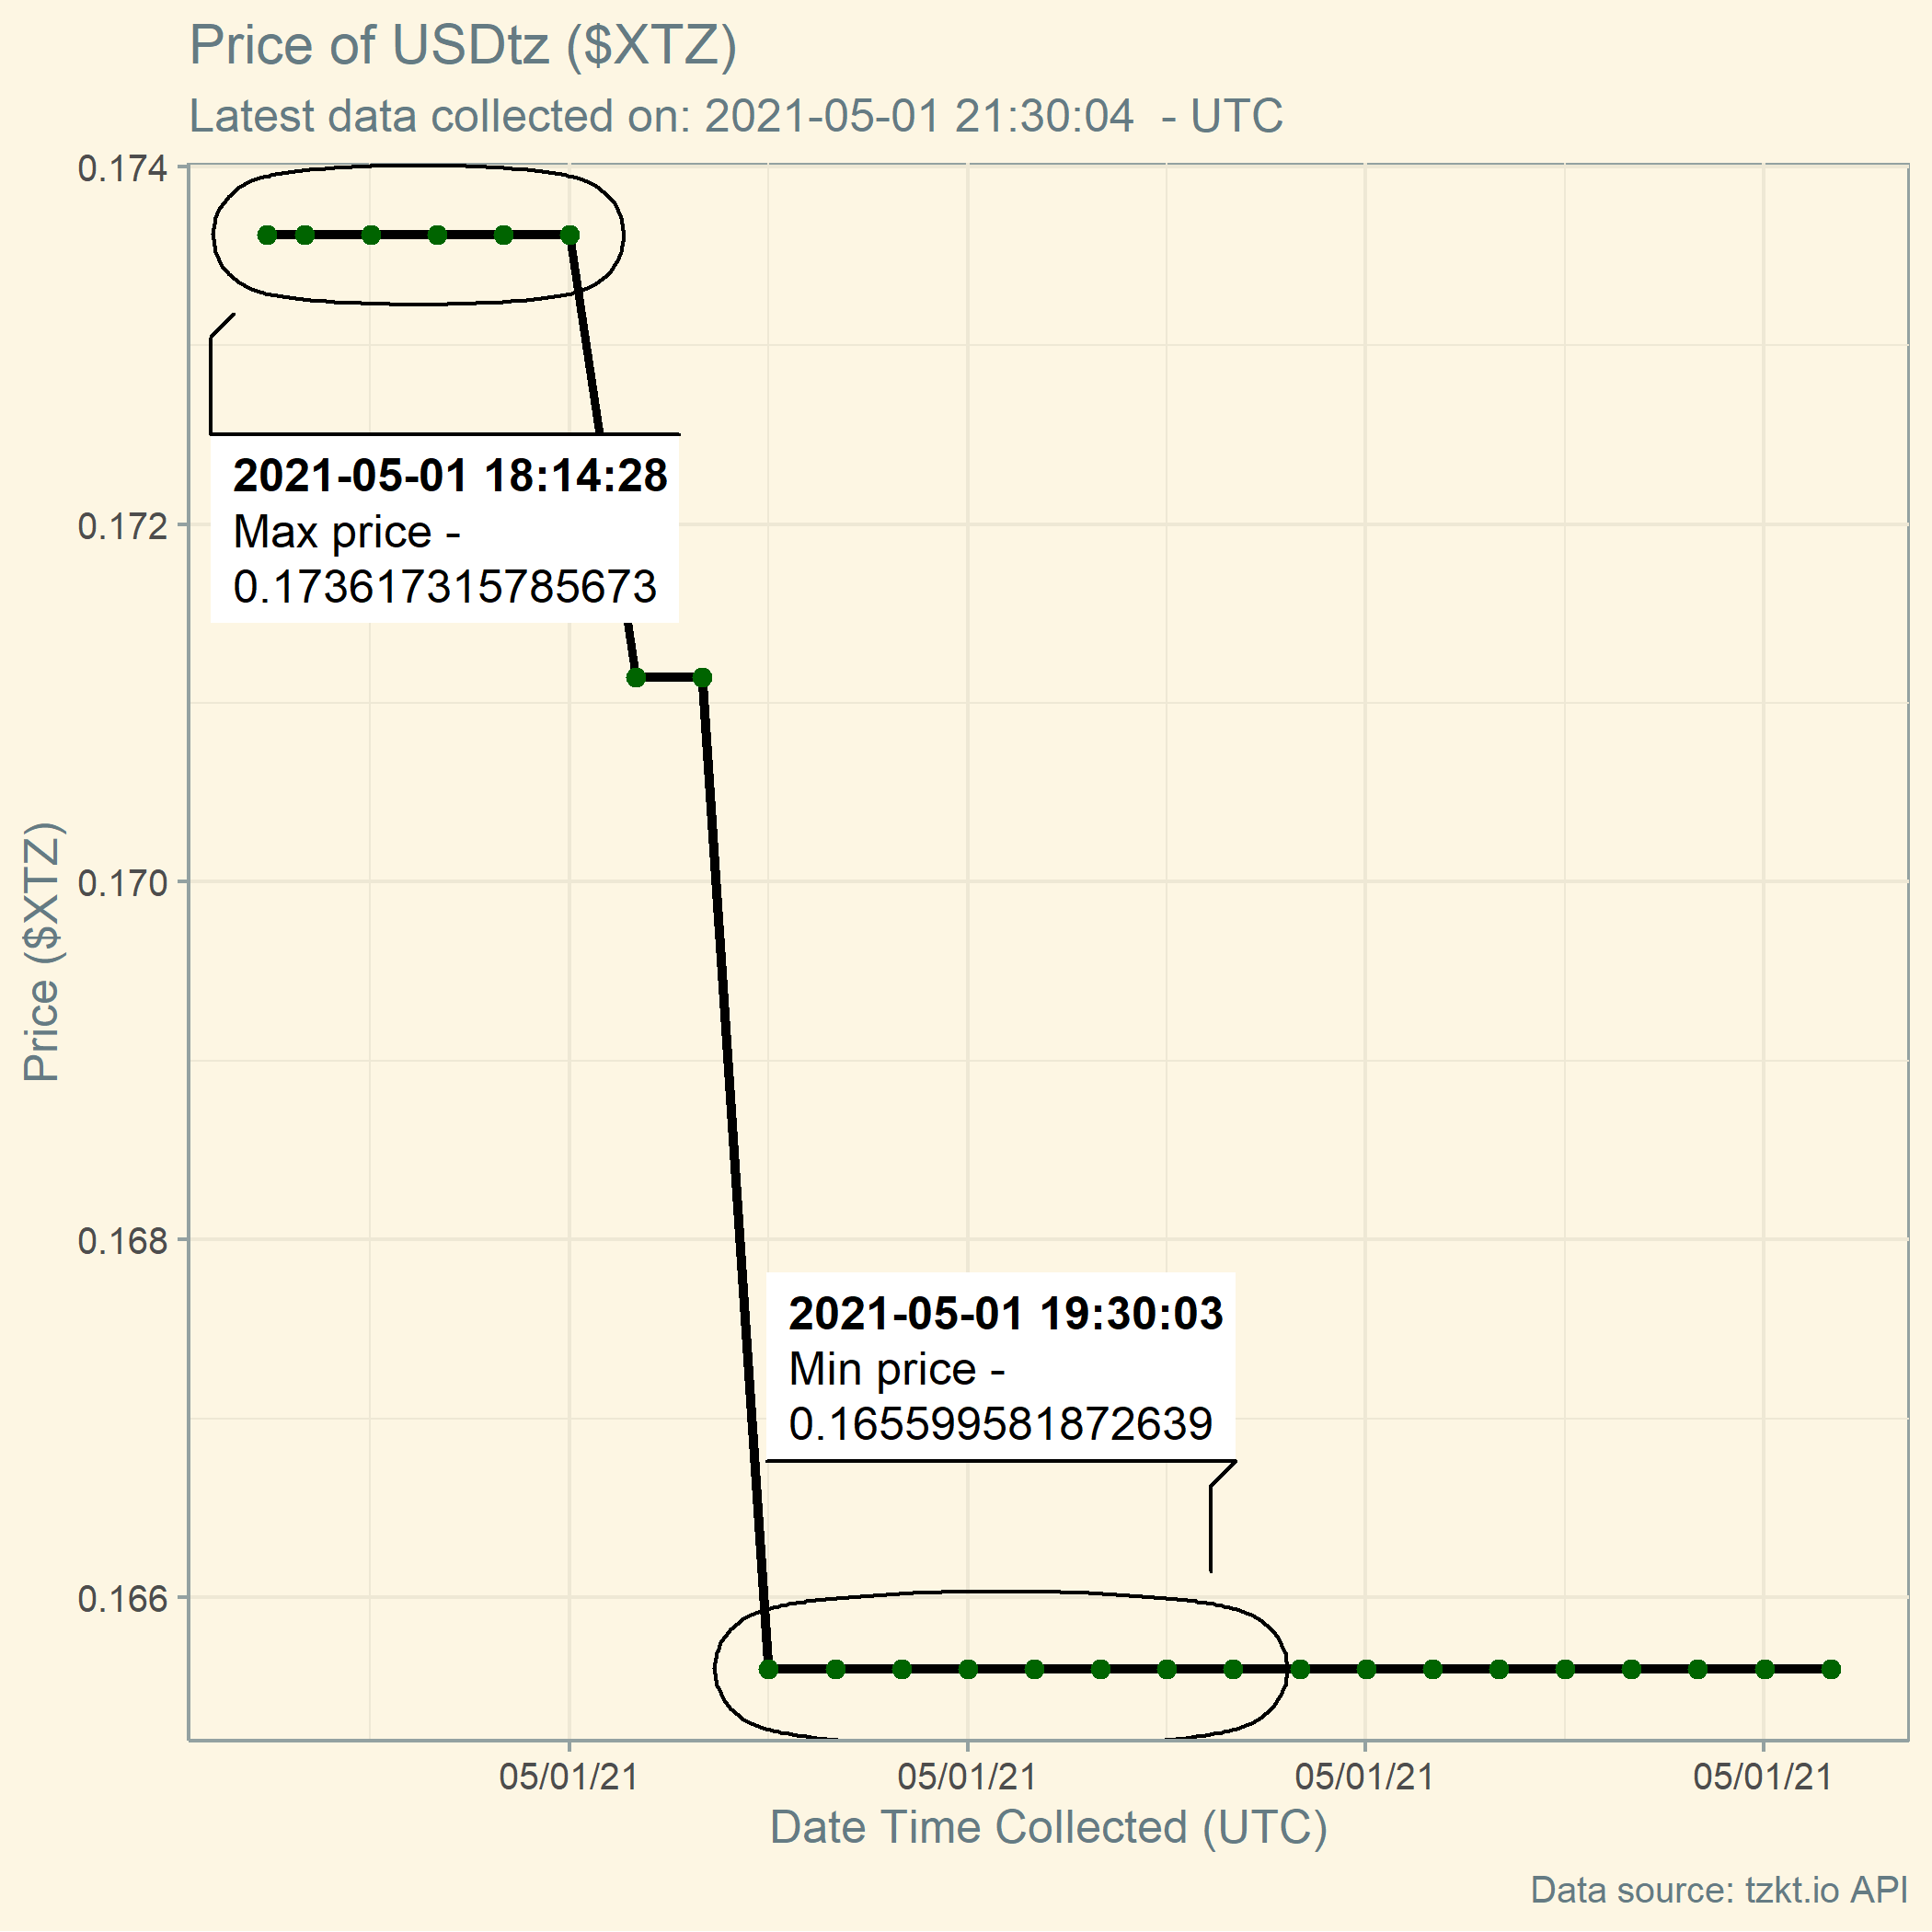 Price of USDtz ($XTZ)
Latest data collected on: 2021-05-01 21:30:04  - UTC
0.174
0.172
0.170
0.168
0.166
Price ($XTZ)
2021-05-01 18:14:28
Max price -
0.173617315785673
2021-05-01 19:30:03
Min price -
0.165599581872639
05/01/21 05/01/21 05/01/21 05/01/21
Date Time Collected (UTC)
Data source: tzkt.io API